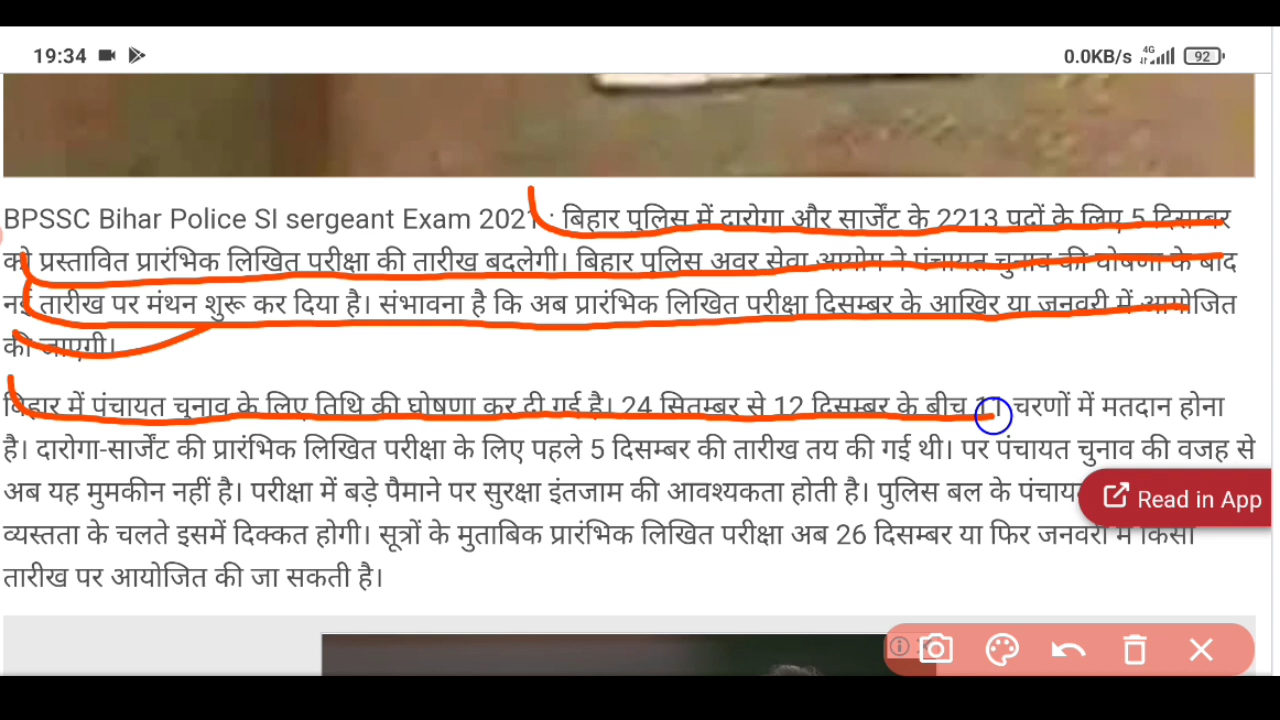 19:34
0.0KB/s 4G 92
BPSSC Bihar Police SI sergeant Exam 2021 : बिहार पुलिस में दारोगा और सार्जेंट के 2213 पदों के लिए 5 दिसम्बर
को प्रस्तावित प्रारंभिक लिखित परीक्षा की तारीख बदलेगी। बिहार पुलिस अवर सेवा आयोग ने पंचायत चुनाव की घोषणा के बाद
नई तारीख पर मंथन शुरू कर दिया है। संभावना है कि अब प्रारंभिक लिखित परीक्षा दिसम्बर के आखिर या जनवरी में आयोजित
की जाएगी।
बिहार में पंचायत चुनाव के लिए तिथि की घोषणा कर दी गई है। 24 सितम्बर से 12 दिसम्बर के बीच 11 चरणों में मतदान होना
है। दारोगा-सार्जेंट की प्रारंभिक लिखित परीक्षा के लिए पहले 5 दिसम्बर की तारीख तय की गई थी। पर पंचायत चुनाव की वजह से
अब यह मुमकीन नहीं है। परीक्षा में बड़े पैमाने पर सुरक्षा इंतजाम की आवश्यकता होती है। पुलिस बल के
Read in App
व्यस्तता के चलते इसमें दिक्कत होगी। सूत्रों के मुताबिक प्रारंभिक लिखित परीक्षा अब 26 दिसम्बर या फिर जनवरी में किसी
तारीख पर आयोजित की जा सकती है।